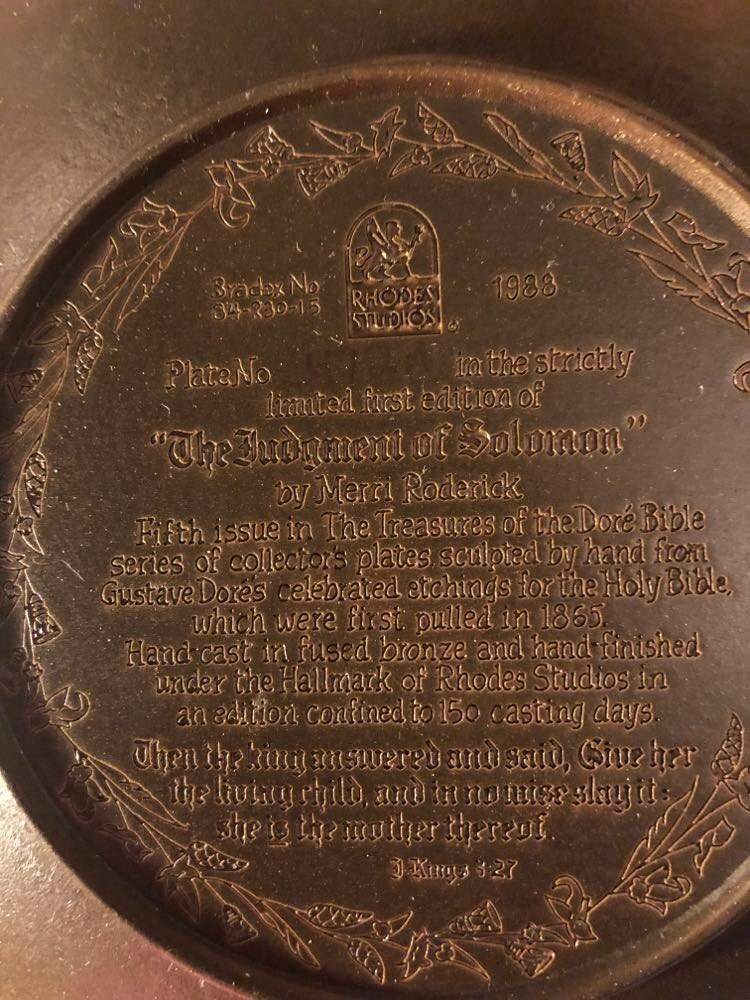 Bradex No
84-R30-15
RHODES
STUDIOS
1988
Plate No in the strictly
limited first edition of
"The Judgment of Solomon"
by Merri Roderick
Fifth issue in The Treasures of the Doré Bible
series of collector's plates, sculpted by hand from
Gustave Doré's celebrated etchings for the Holy Bible,
which were first pulled in 1865.
Hand-cast in fused bronze and hand-finished
under the Hallmark of Rhodes Studios in
an edition confined to 150 casting days.
Then the king answered and said, Give her
the living child, and in no wise slay it:
she is the mother thereof.
I Kings 3:27